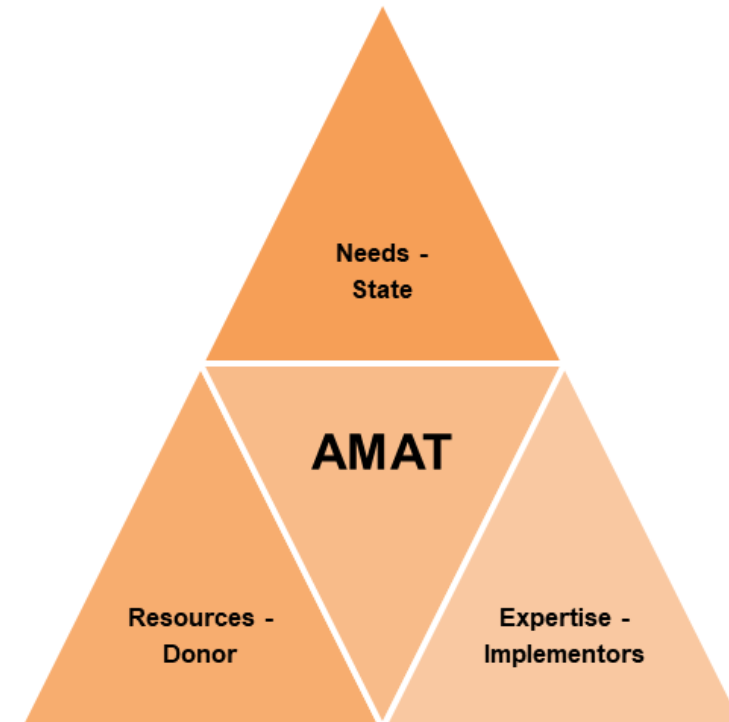 Needs -
State
AMAT
Resources -
Donor
Expertise -
Implementors